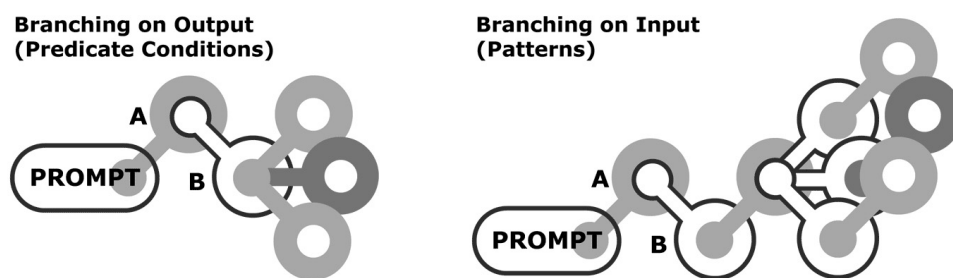 Branching on Output
(Predicate Conditions)
A
PROMPT
B
Branching on Input
(Patterns)
A
PROMPT
B